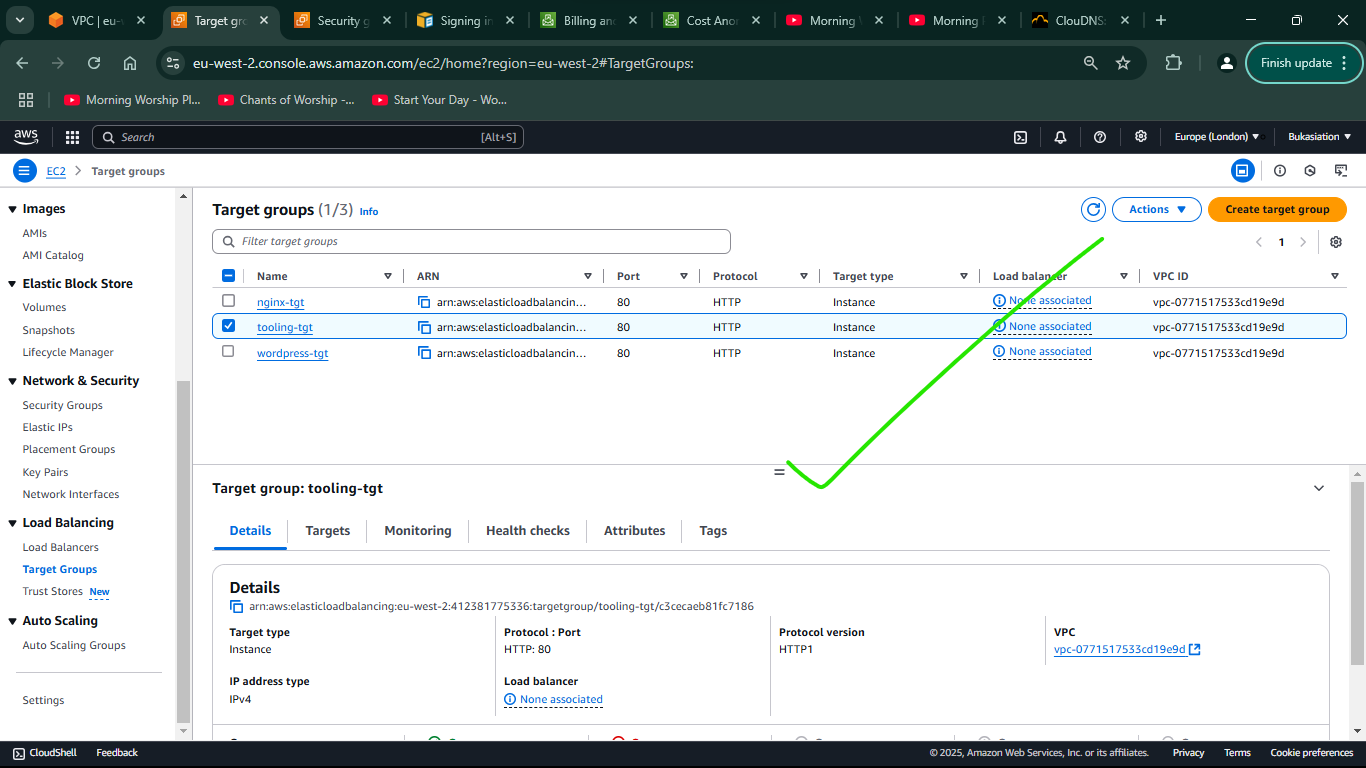 VPC | eu-v
Target gro
Security g
Signing in
Billing and
Cost Anor
Morning V
Morning P
ClouDNS:
eu-west-2.console.aws.amazon.com/ec2/home?region=eu-west-2#TargetGroups:
Finish update
Morning Worship Pl...
Chants of Worship -...
Start Your Day - Wo...
aws
Search
[Alt+S]
Europe (London)
Bukasiation
EC2
Target groups
Images
AMIs
AMI Catalog
Elastic Block Store
Volumes
Snapshots
Lifecycle Manager
Network & Security
Security Groups
Elastic IPs
Placement Groups
Key Pairs
Network Interfaces
Load Balancing
Load Balancers
Target Groups
Trust Stores New
Auto Scaling
Auto Scaling Groups
Settings
Target groups (1/3) Info
Actions
Create target group
Filter target groups
1
Name ARN Port Protocol Target type Load balancer VPC ID
nginx-tgt arn:aws:elasticloadbalancin... 80 HTTP Instance None associated vpc-0771517533cd19e9d
tooling-tgt arn:aws:elasticloadbalancin... 80 HTTP Instance None associated vpc-0771517533cd19e9d
wordpress-tgt arn:aws:elasticloadbalancin... 80 HTTP Instance None associated vpc-0771517533cd19e9d
Target group: tooling-tgt
Details Targets Monitoring Health checks Attributes Tags
Details
arn:aws:elasticloadbalancing:eu-west-2:412381775336:targetgroup/tooling-tgt/c3cecaeb81fc7186
Target type
Instance
Protocol : Port
HTTP: 80
Protocol version
HTTP1
VPC
vpc-0771517533cd19e9d
IP address type
IPv4
Load balancer
None associated
CloudShell
Feedback
© 2025, Amazon Web Services, Inc. or its affiliates.
Privacy
Terms
Cookie preferences